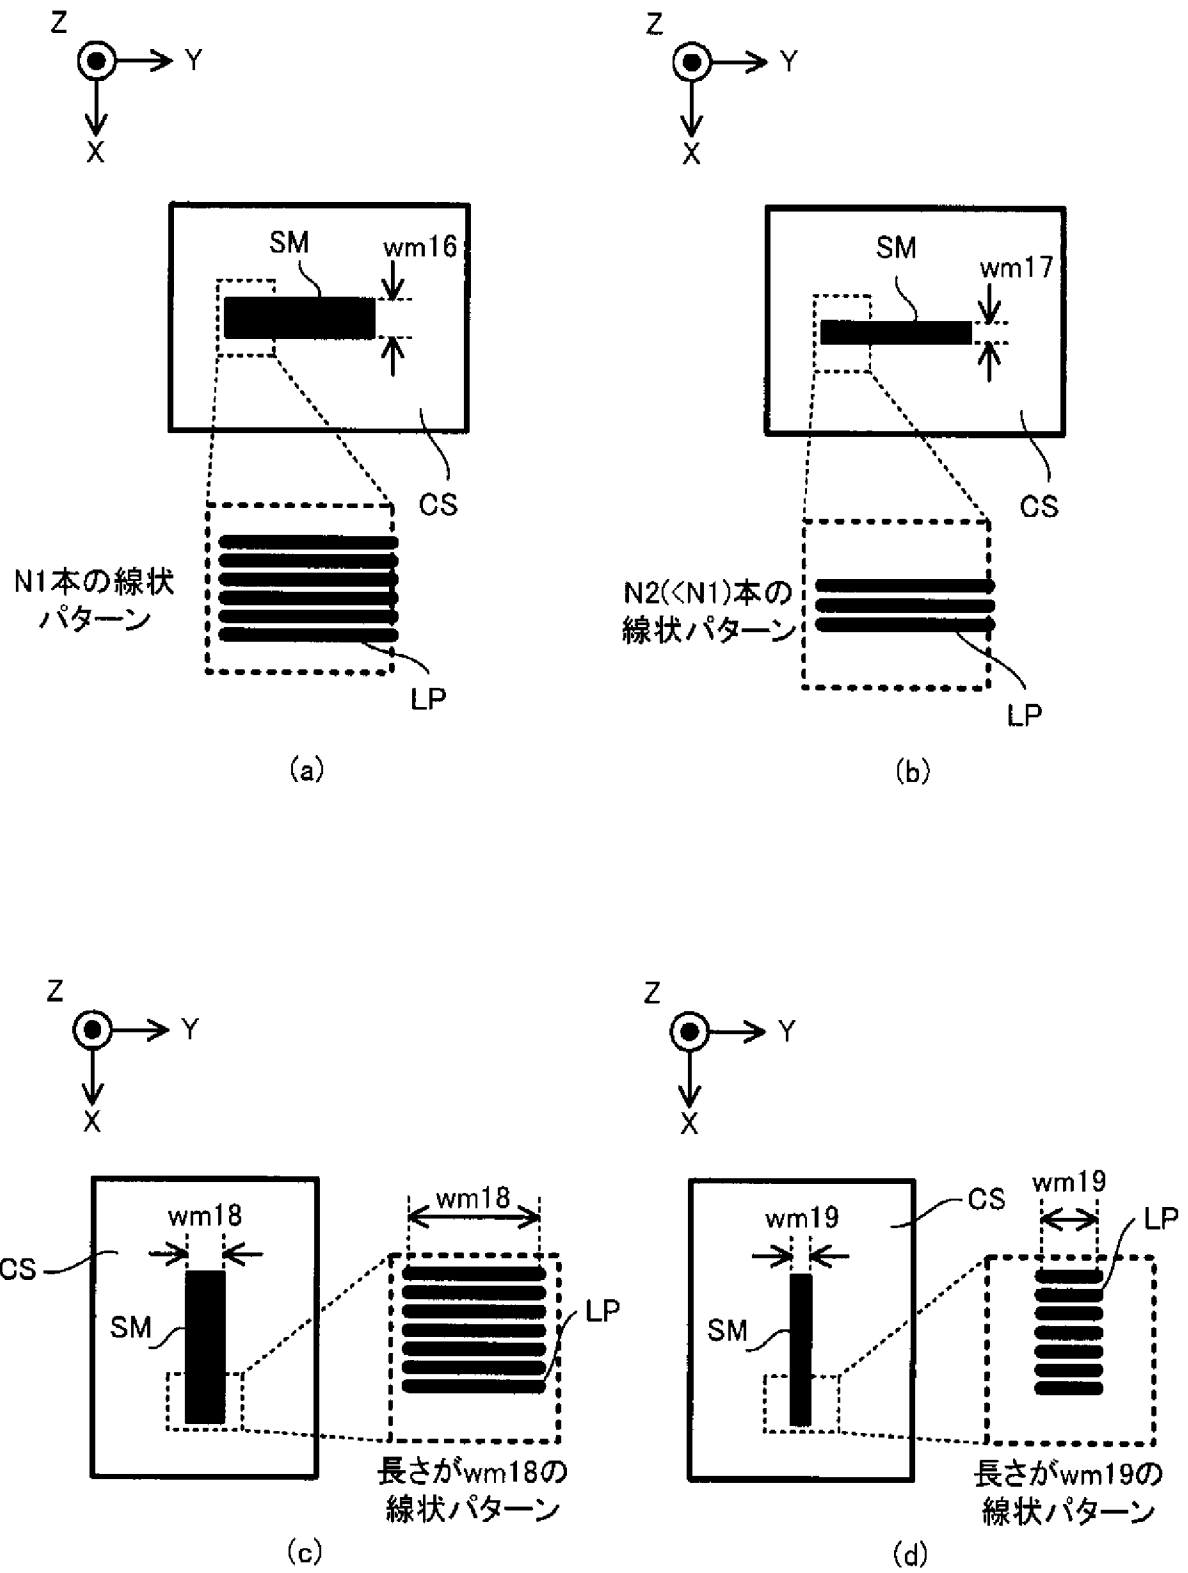 Z
Y
X
SM
wm16
CS
N1本の線状
パターン
LP
(a)
Z
Y
X
SM
wm17
CS
N2(<N1)本の
線状パターン
LP
(b)
Z
Y
X
wm18
CS
SM
wm18
LP
長さがwm18の
線状パターン
(c)
Z
Y
X
wm19
CS
SM
wm19
LP
長さがwm19の
線状パターン
(d)